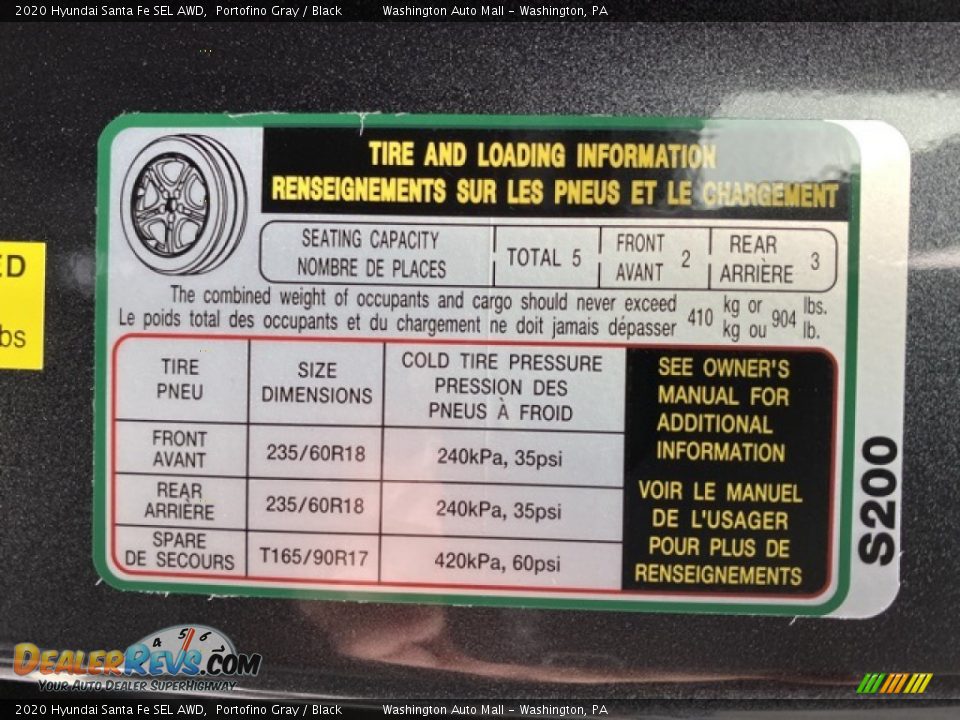 2020 Hyundai Santa Fe SEL AWD, Portofino Gray / Black Washington Auto Mall - Washington, PA
TIRE AND LOADING INFORMATION
RENSEIGNEMENTS SUR LES PNEUS ET LE CHARGEMENT
SEATING CAPACITY
NOMBRE DE PLACES
TOTAL 5
FRONT
AVANT 2
REAR
ARRIÈRE 3
The combined weight of occupants and cargo should never exceed 410 kg or 904 lbs.
Le poids total des occupants et du chargement ne doit jamais dépasser kg ou lb.
TIRE
PNEU
SIZE
DIMENSIONS
COLD TIRE PRESSURE
PRESSION DES
PNEUS À FROID
FRONT
AVANT
235/60R18
240kPa, 35psi
REAR
ARRIÈRE
235/60R18
240kPa, 35psi
SPARE
DE SECOURS
T165/90R17
420kPa, 60psi
SEE OWNER'S
MANUAL FOR
ADDITIONAL
INFORMATION
VOIR LE MANUEL
DE L'USAGER
POUR PLUS DE
RENSEIGNEMENTS
S200
ED
bs
4 5 6
DEALERREVS.COM
YOUR AUTO DEALER SUPERHIGHWAY
2020 Hyundai Santa Fe SEL AWD, Portofino Gray / Black Washington Auto Mall - Washington, PA